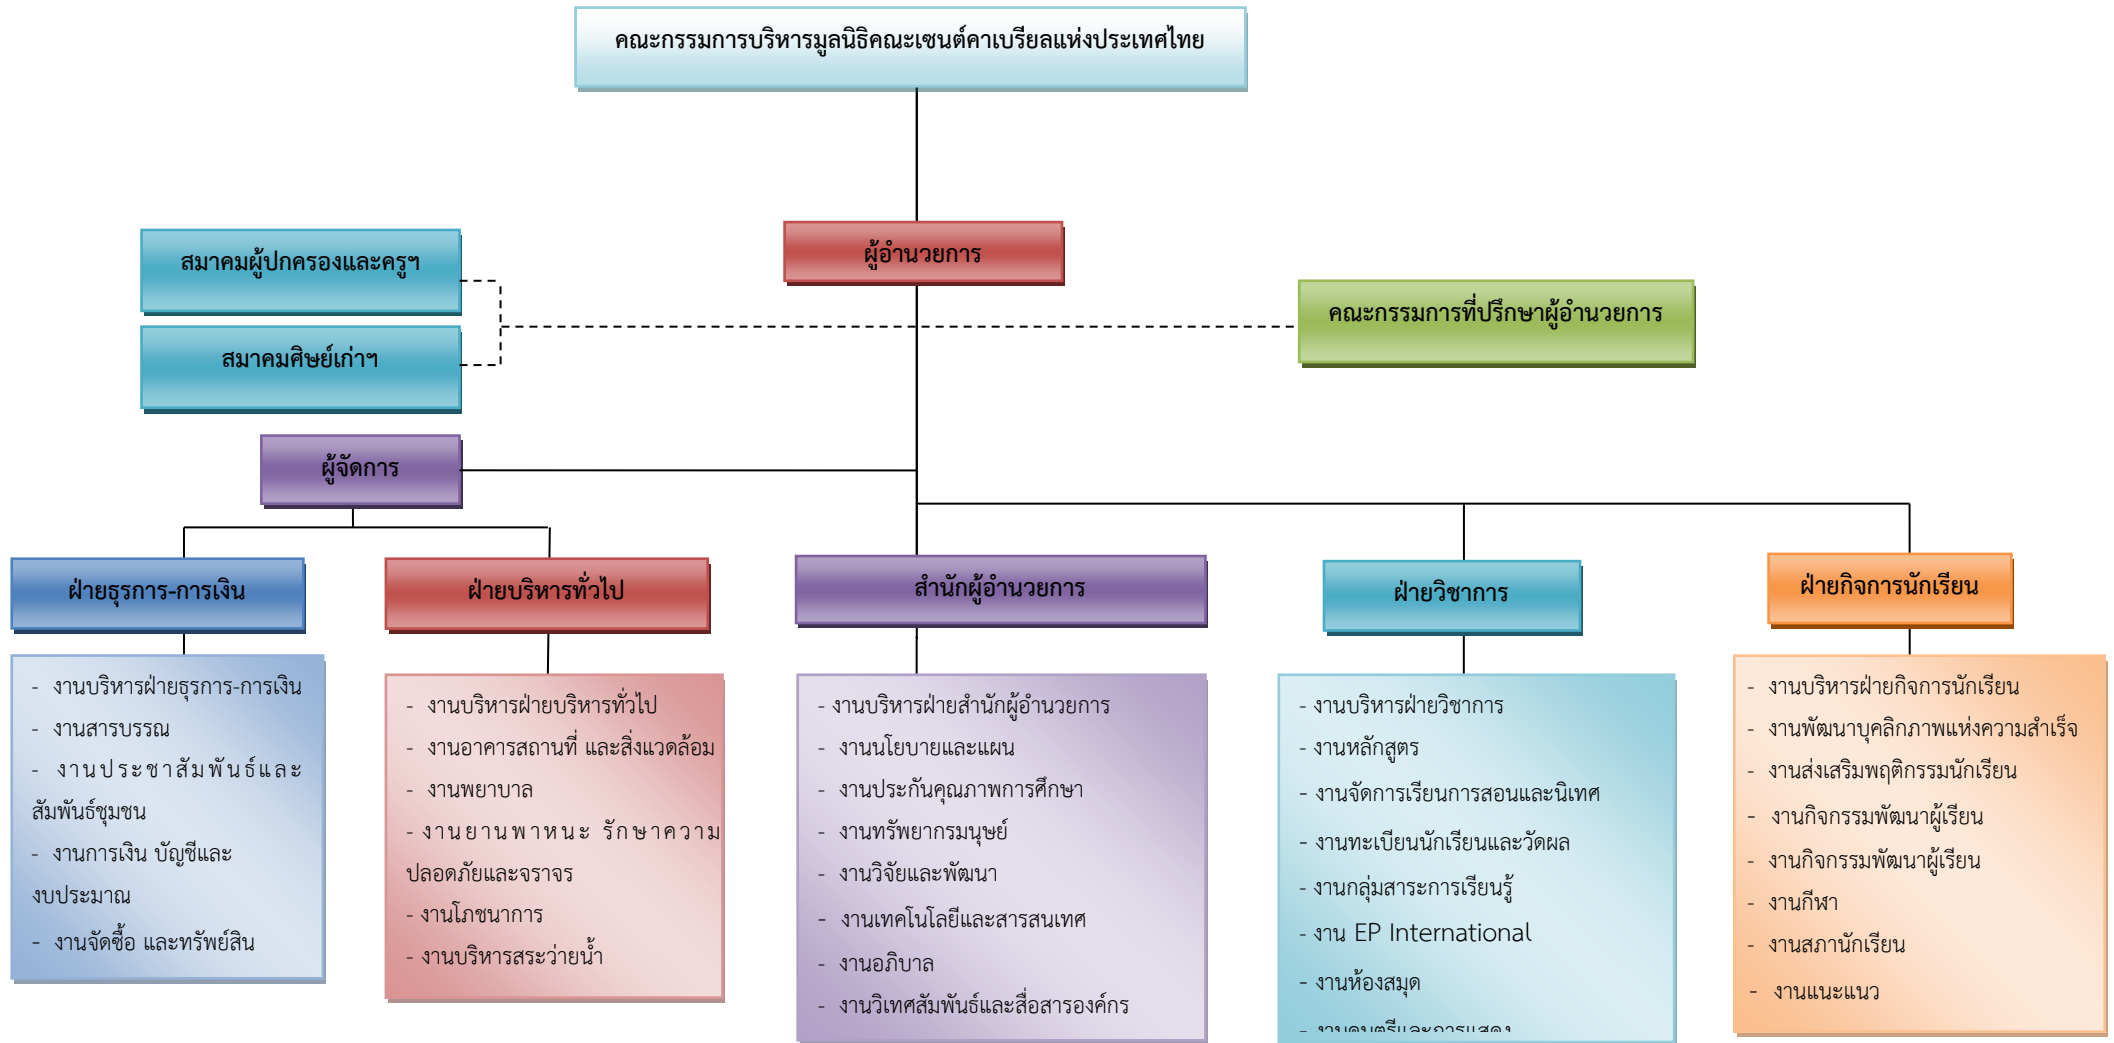 คณะกรรมการบริหารมูลนิธิคณะเซนต์คาเบรียลแห่งประเทศไทย
ผู้อำนวยการ
สมาคมผู้ปกครองและครูฯ
สมาคมศิษย์เก่าฯ
คณะกรรมการที่ปรึกษาผู้อำนวยการ
ผู้จัดการ
ฝ่ายธุรการ-การเงิน
- งานบริหารฝ่ายธุรการ-การเงิน
- งานสารบรรณ
- งานประชาสัมพันธ์และ
สัมพันธ์ชุมชน
- งานการเงิน บัญชีและ
งบประมาณ
- งานจัดซื้อ และทรัพย์สิน
ฝ่ายบริหารทั่วไป
- งานบริหารฝ่ายบริหารทั่วไป
- งานอาคารสถานที่ และสิ่งแวดล้อม
- งานพยาบาล
- งานยานพาหนะ รักษาความ
ปลอดภัยและจราจร
- งานโภชนาการ
- งานบริหารสระว่ายน้ำ
สำนักผู้อำนวยการ
- งานบริหารฝ่ายสำนักผู้อำนวยการ
- งานนโยบายและแผน
- งานประกันคุณภาพการศึกษา
- งานทรัพยากรมนุษย์
- งานวิจัยและพัฒนา
- งานเทคโนโลยีและสารสนเทศ
- งานอภิบาล
- งานวิเทศสัมพันธ์และสื่อสารองค์กร
ฝ่ายวิชาการ
- งานบริหารฝ่ายวิชาการ
- งานหลักสูตร
- งานจัดการเรียนการสอนและนิเทศ
- งานทะเบียนนักเรียนและวัดผล
- งานกลุ่มสาระการเรียนรู้
- งาน EP International
- งานห้องสมุด
- งานดนตรีและการแสดง
ฝ่ายกิจการนักเรียน
- งานบริหารฝ่ายกิจการนักเรียน
- งานพัฒนาบุคลิกภาพแห่งความสำเร็จ
- งานส่งเสริมพฤติกรรมนักเรียน
- งานกิจกรรมพัฒนาผู้เรียน
- งานกิจกรรมพัฒนาผู้เรียน
- งานกีฬา
- งานสภานักเรียน
- งานแนะแนว